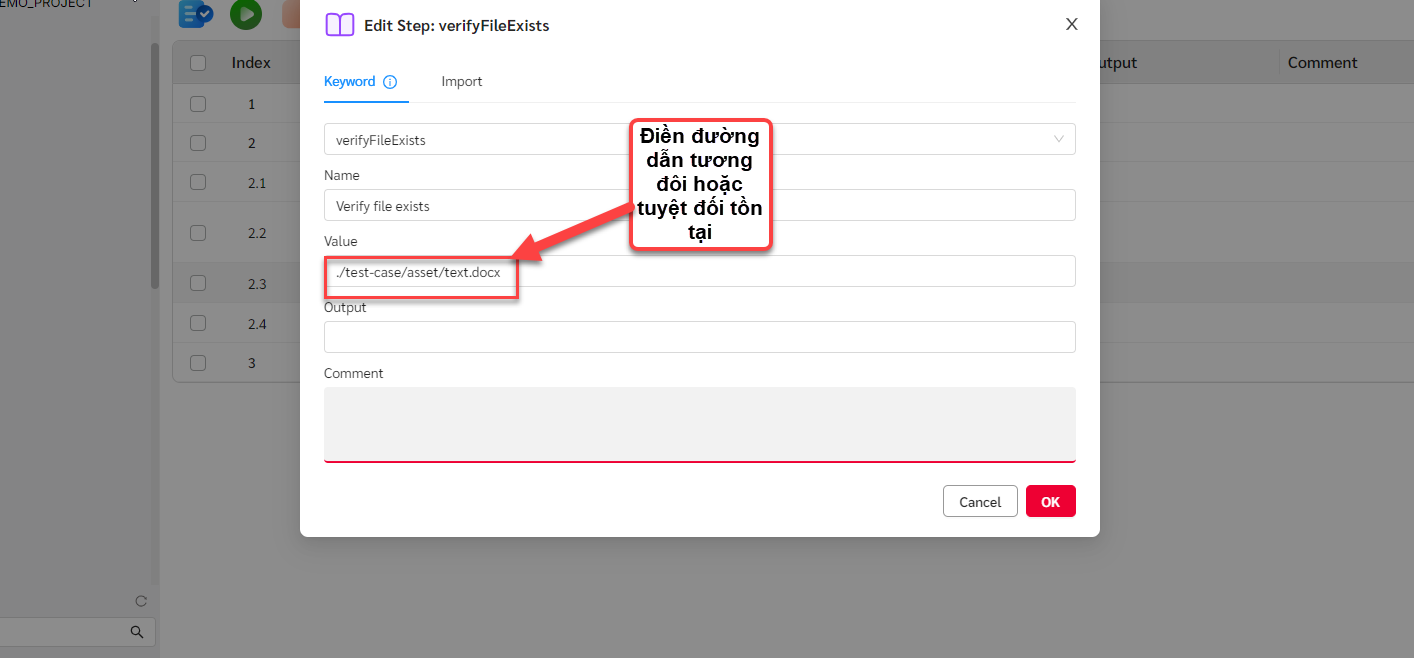 EMO_PROJECT
Edit Step: verifyFileExists
X
Index
utput
Comment
Keyword
Import
1
verifyFileExists
2
Name
2.1
Verify file exists
Điền đường
dẫn tương
đôi hoặc
tuyệt đối tồn
tại
2.2
Value
./test-case/asset/text.docx
2.3
Output
2.4
3
Comment
Cancel
OK